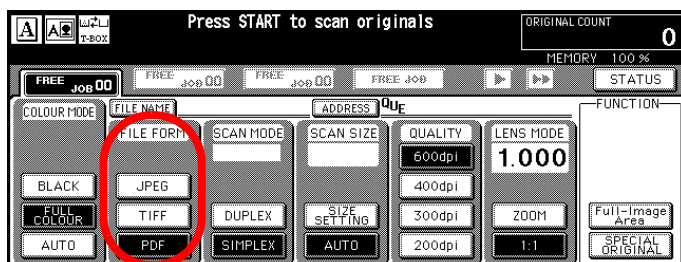 Press START to scan originals
ORIGINAL COUNT
0
A A T-BOX
MEMORY 100 %
FREE JOB 00 FREE JOB 00 FREE JOB 00 FREE JOB STATUS
COLOUR MODE FILE NAME ADDRESS QUE FUNCTION
FILE FORM SCAN MODE SCAN SIZE QUALITY LENS MODE
600dpi 1.000
BLACK JPEG 400dpi
FULL COLOUR TIFF DUPLEX SIZE SETTING 300dpi ZOOM Full-Image Area
AUTO PDF SIMPLEX AUTO 200dpi 1:1 SPECIAL ORIGINAL